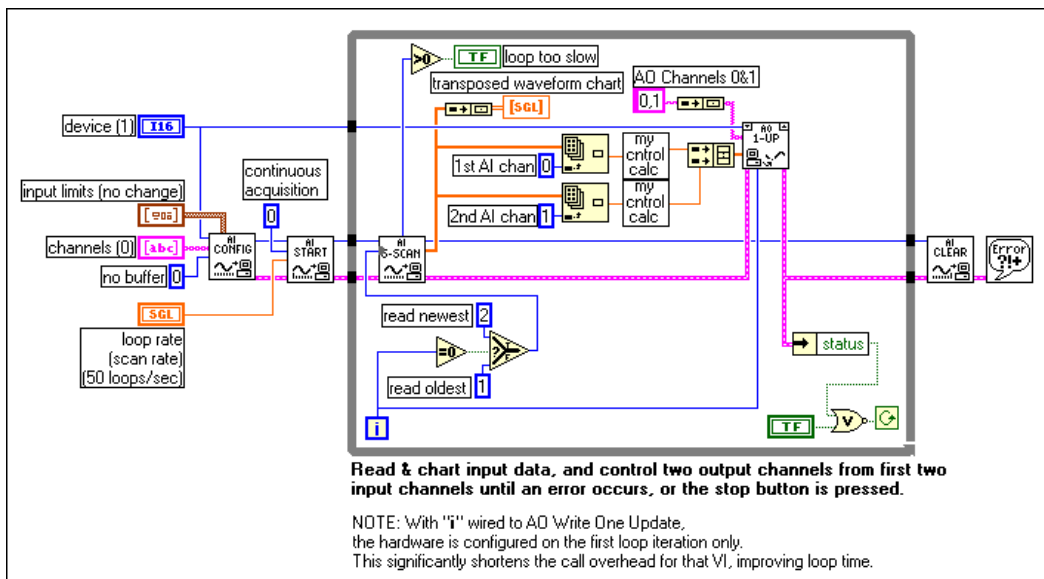 >0
TF
loop too slow
transposed waveform chart
[SGL]
AO Channels 0&1
0,1
device (1)
I16
AO
1-UP
1st AI chan
0
my
cntrol
calc
2nd AI chan
1
my
cntrol
calc
continuous
acquisition
0
input limits (no change)
channels (0)
[abc]
no buffer
0
AI
CONFIG
AI
START
AI
S-SCAN
AI
CLEAR
Error
?!+
SGL
loop rate
(scan rate)
(50 loops/sec)
read newest
2
=0
?
T
F
read oldest
1
i
status
TF
V
Read & chart input data, and control two output channels from first two
input channels until an error occurs, or the stop button is pressed.
NOTE: With "i" wired to AO Write One Update,
the hardware is configured on the first loop iteration only.
This significantly shortens the call overhead for that VI, improving loop time.